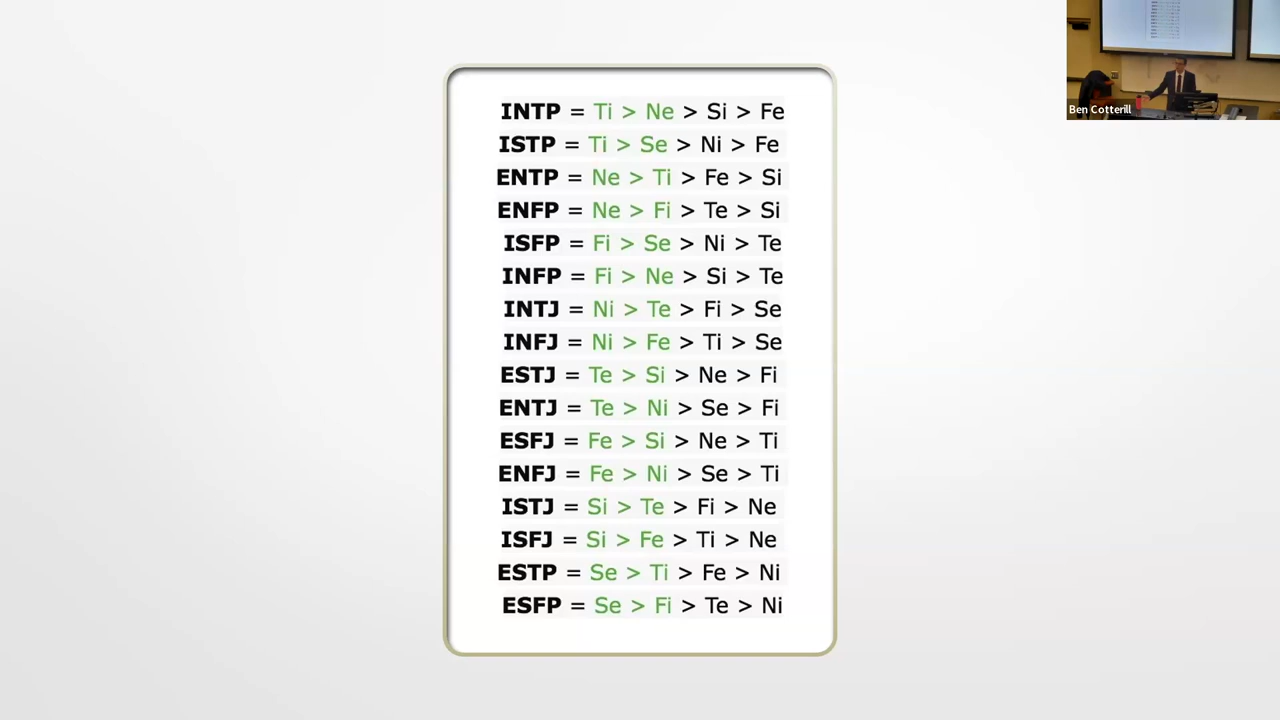 INTP = Ti > Ne > Si > Fe
ISTP = Ti > Se > Ni > Fe
ENTP = Ne > Ti > Fe > Si
ENFP = Ne > Fi > Te > Si
ISFP = Fi > Se > Ni > Te
INFP = Fi > Ne > Si > Te
INTJ = Ni > Te > Fi > Se
INFJ = Ni > Fe > Ti > Se
ESTJ = Te > Si > Ne > Fi
ENTJ = Te > Ni > Se > Fi
ESFJ = Fe > Si > Ne > Ti
ENFJ = Fe > Ni > Se > Ti
ISTJ = Si > Te > Fi > Ne
ISFJ = Si > Fe > Ti > Ne
ESTP = Se > Ti > Fe > Ni
ESFP = Se > Fi > Te > Ni
Ben Cotterill